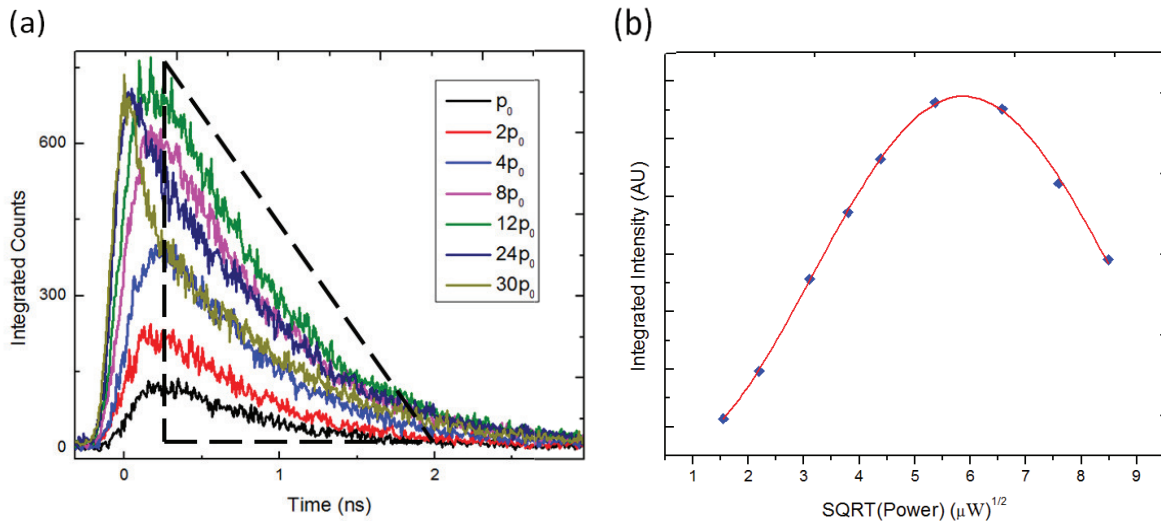 (a)
Integrated Counts
600
300
0
0
1
2
Time (ns)
p₀
2p₀
4p₀
8p₀
12p₀
24p₀
30p₀
(b)
Integrated Intensity (AU)
1 2 3 4 5 6 7 8 9
SQRT(Power) (μW)^1/2